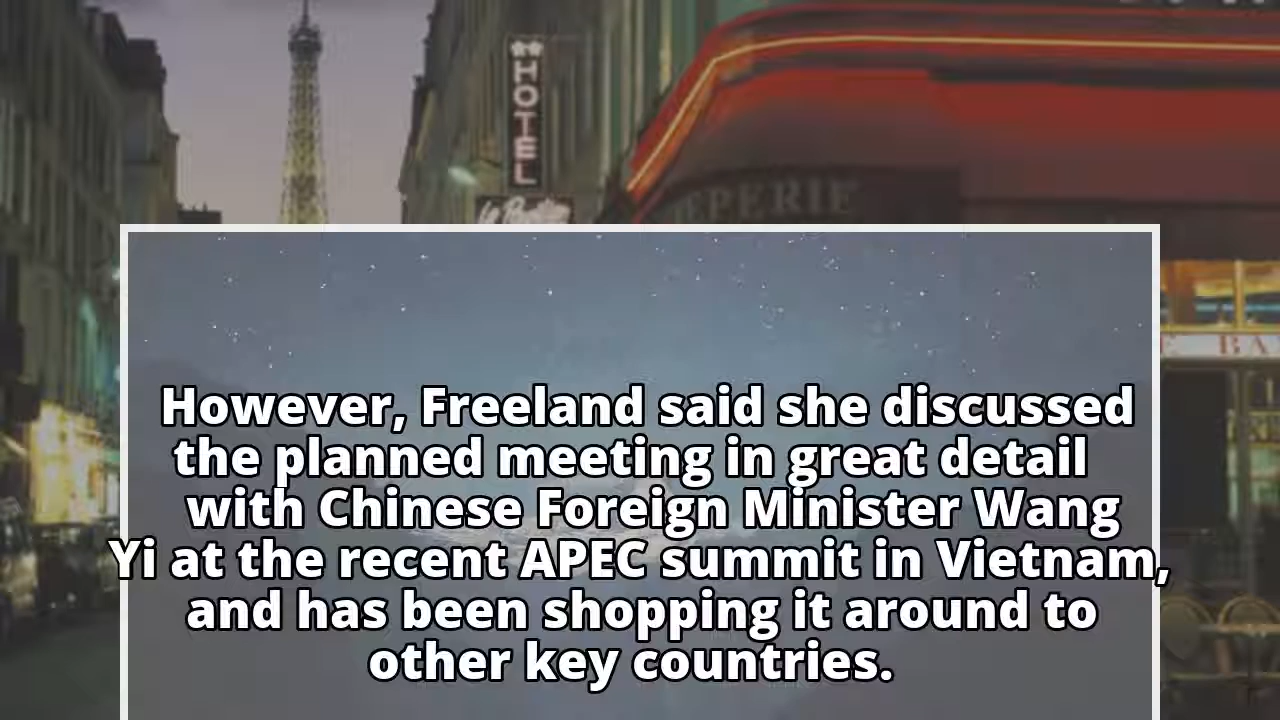 HOTEL
However, Freeland said she discussed
the planned meeting in great detail
with Chinese Foreign Minister Wang
Yi at the recent APEC summit in Vietnam,
and has been shopping it around to
other key countries.